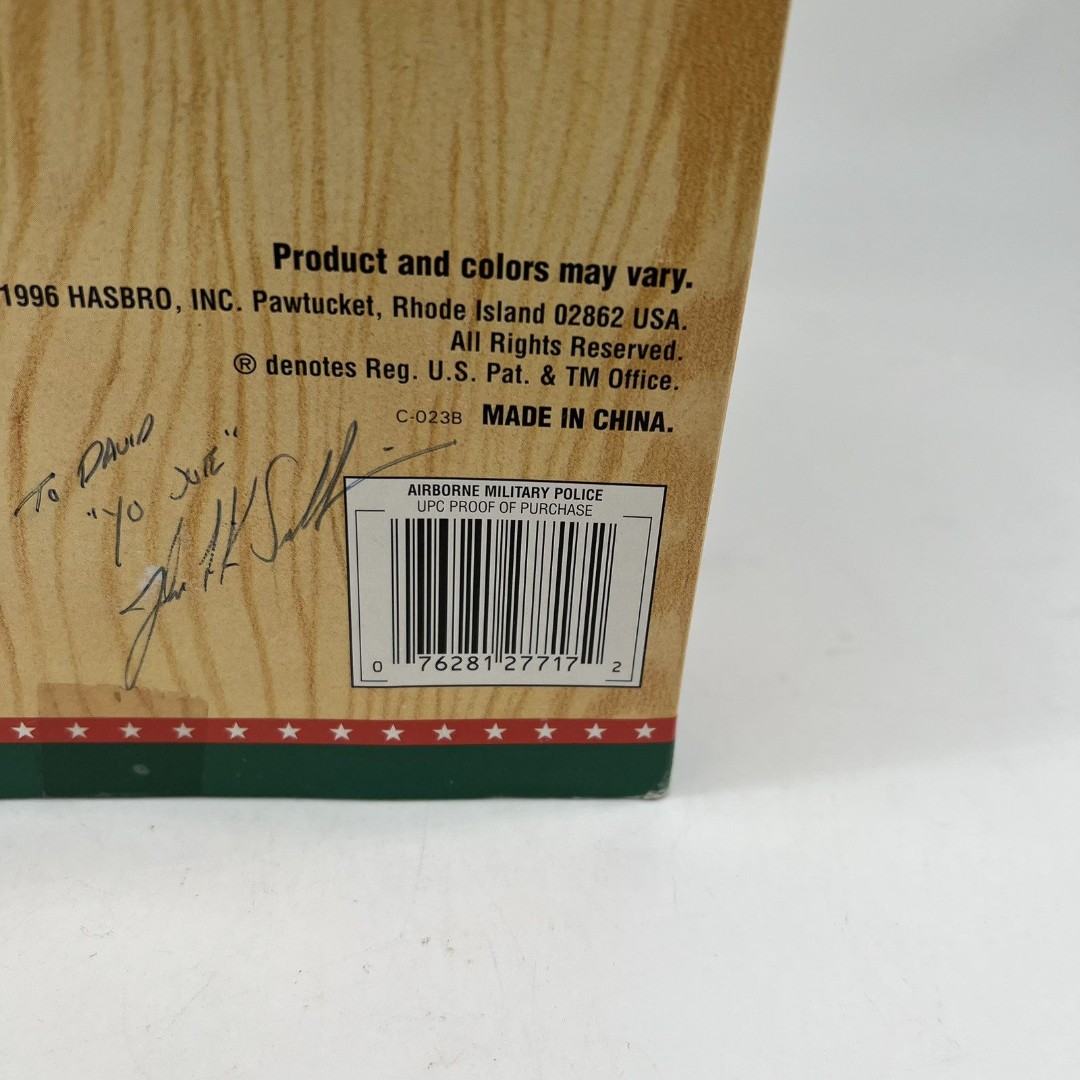 Product and colors may vary.
1996 HASBRO, INC. Pawtucket, Rhode Island 02862 USA.
All Rights Reserved.
® denotes Reg. U.S. Pat. & TM Office.
C-023B MADE IN CHINA.
To DAVID
"YO JOE"
AIRBORNE MILITARY POLICE
UPC PROOF OF PURCHASE
0 76281 27717 2